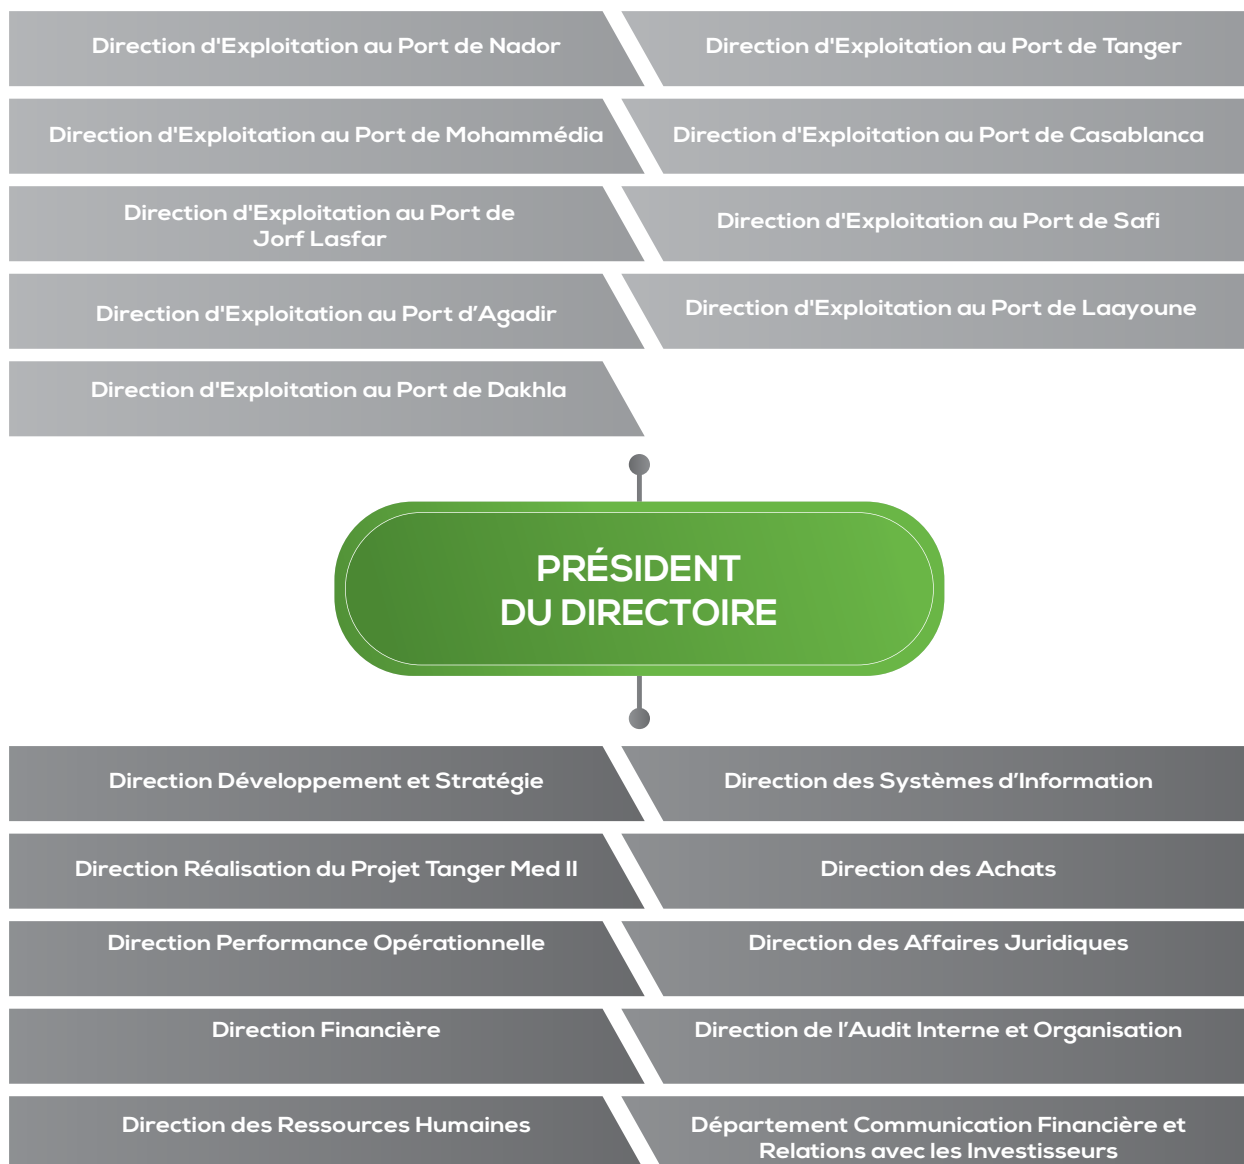 Direction d'Exploitation au Port de Nador
Direction d'Exploitation au Port de Tanger
Direction d'Exploitation au Port de Mohammédia
Direction d'Exploitation au Port de Casablanca
Direction d'Exploitation au Port de
Jorf Lasfar
Direction d'Exploitation au Port de Safi
Direction d'Exploitation au Port d’Agadir
Direction d'Exploitation au Port de Laayoune
Direction d'Exploitation au Port de Dakhla
PRÉSIDENT
DU DIRECTOIRE
Direction Développement et Stratégie
Direction des Systèmes d’Information
Direction Réalisation du Projet Tanger Med II
Direction des Achats
Direction Performance Opérationnelle
Direction des Affaires Juridiques
Direction Financière
Direction de l’Audit Interne et Organisation
Direction des Ressources Humaines
Département Communication Financière et
Relations avec les Investisseurs